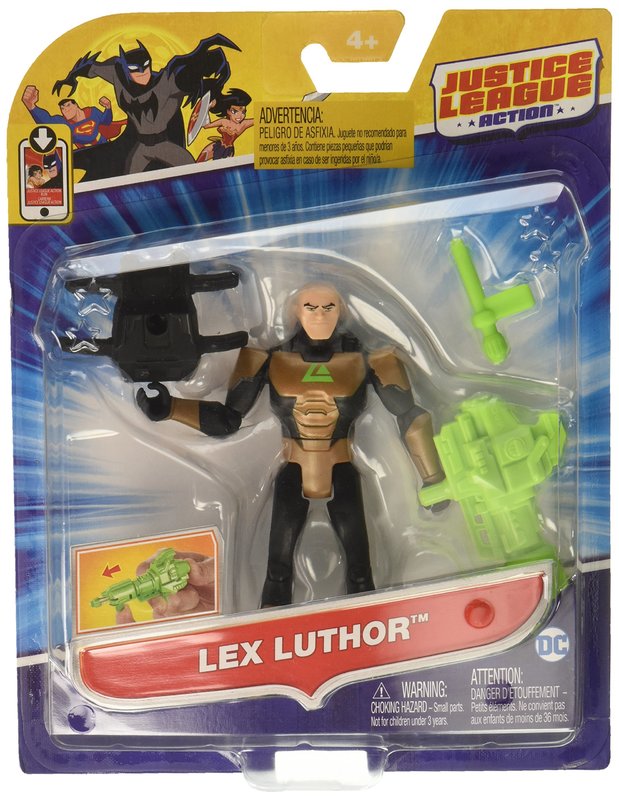 4+
JUSTICE
LEAGUE
ACTION™
ADVERTENCIA:
PELIGRO DE ASFIXIA. Juguete no recomendado para
menores de 3 años. Contiene piezas pequeñas que podrían
provocar asfixia en caso de ser ingeridas por el niño/a.
LEX LUTHOR™
DC
WARNING:
CHOKING HAZARD – Small parts.
Not for children under 3 years.
ATTENTION:
DANGER D'ÉTOUFFEMENT –
Petits éléments. Ne convient pas
aux enfants de moins de 36 mois.